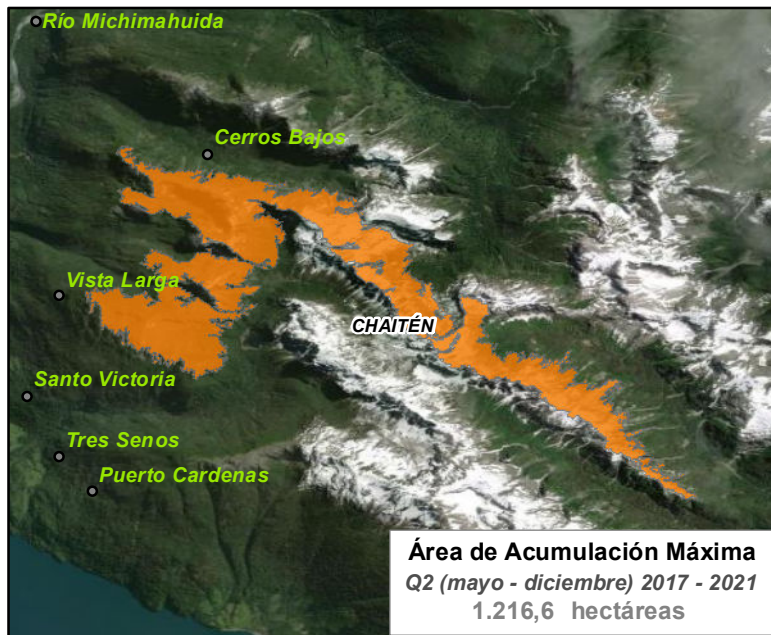 Río Michimahuida
Cerros Bajos
Vista Larga
CHAITÉN
Santo Victoria
Tres Senos
Puerto Cardenas
Área de Acumulación Máxima
Q2 (mayo - diciembre) 2017 - 2021
1.216,6 hectáreas